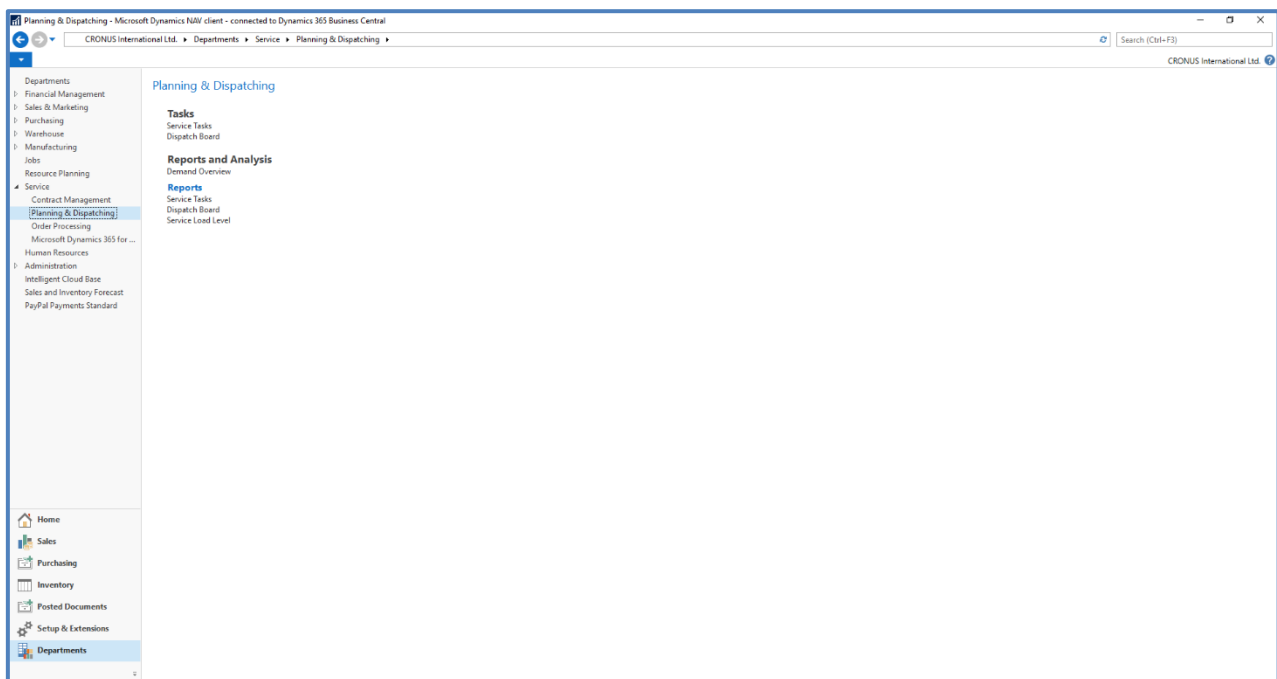 Planning & Dispatching - Microsoft Dynamics NAV client - connected to Dynamics 365 Business Central
CRONUS International Ltd. ▸ Departments ▸ Service ▸ Planning & Dispatching ▸
Search (Ctrl+F3)
CRONUS International Ltd.
Departments
Financial Management
Sales & Marketing
Purchasing
Warehouse
Manufacturing
Jobs
Resource Planning
Service
Contract Management
Planning & Dispatching
Order Processing
Microsoft Dynamics 365 for ...
Human Resources
Administration
Intelligent Cloud Base
Sales and Inventory Forecast
PayPal Payments Standard
Planning & Dispatching
Tasks
Service Tasks
Dispatch Board
Reports and Analysis
Demand Overview
Reports
Service Tasks
Dispatch Board
Service Load Level
Home
Sales
Purchasing
Inventory
Posted Documents
Setup & Extensions
Departments